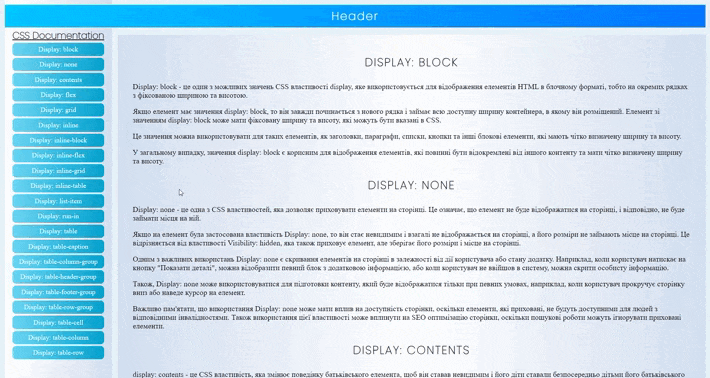 Header
CSS Documentation
Display: block
Display: none
Display: contents
Display: flex
Display: grid
Display: inline
Display: inline-block
Display: inline-flex
Display: inline-grid
Display: inline-table
Display: list-item
Display: run-in
Display: table
Display: table-caption
Display: table-column-group
Display: table-header-group
Display: table-footer-group
Display: table-row-group
Display: table-cell
Display: table-column
Display: table-row
DISPLAY: BLOCK
Display: block - це один з можливих значень CSS властивості display, яке використовується для відображення елементів HTML в блочному форматі, тобто на окремих рядках
з фіксованою шириною та висотою.
Якщо елемент має значення display: block, то він завжди починається з нового рядка і займає всю доступну ширину контейнера, в якому він розміщений. Елемент зі
значенням display: block може мати фіксовану ширину та висоту, які можуть бути вказані в CSS.
Це значення можна використовувати для таких елементів, як заголовки, параграфи, списки, кнопки та інші блокові елементи, які мають чітко визначену ширину та висоту.
У загальному випадку, значення display: block є корисним для відображення елементів, які повинні бути відокремлені від іншого контенту та мати чітко визначену ширину
та висоту.
DISPLAY: NONE
Display: none - це одна з CSS властивостей, яка дозволяє приховувати елементи на сторінці. Це означає, що елемент не буде відображатися на сторінці, і відповідно, не буде
займати місця на ній.
Якщо на елемент була застосована властивість Display: none, то він стає невидимим і взагалі не відображається на сторінці, а його розміри не займають місце на сторінці. Це
відрізняється від властивості Visibility: hidden, яка також приховує елемент, але зберігає його розміри і місце на сторінці.
Одним з важливих використань Display: none є скривання елементів на сторінці в залежності від дії користувача або стану додатку. Наприклад, коли користувач натискає на
кнопку "Показати деталі", можна відобразити певний блок з додатковою інформацією, або коли користувач не ввійшов в систему, можна скрити особисту інформацію.
Також, Display: none може використовуватися для підготовки контенту, який буде відображатися тільки при певних умовах, наприклад, коли користувач прокручує сторінку
вниз або наведе курсор на елемент.
Важливо пам'ятати, що використання Display: none може мати вплив на доступність сторінки, оскільки елементи, які приховані, не будуть доступними для людей з
відповідними інвалідностями. Також використання цієї властивості може вплинути на SEO оптимізацію сторінки, оскільки пошукові роботи можуть ігнорувати приховані
елементи.
DISPLAY: CONTENTS
display: contents - це CSS властивість, яка змінює поведінку батьківського елемента, щоб він ставав невидимим і його діти ставали безпосередньо дітьми його батьківського